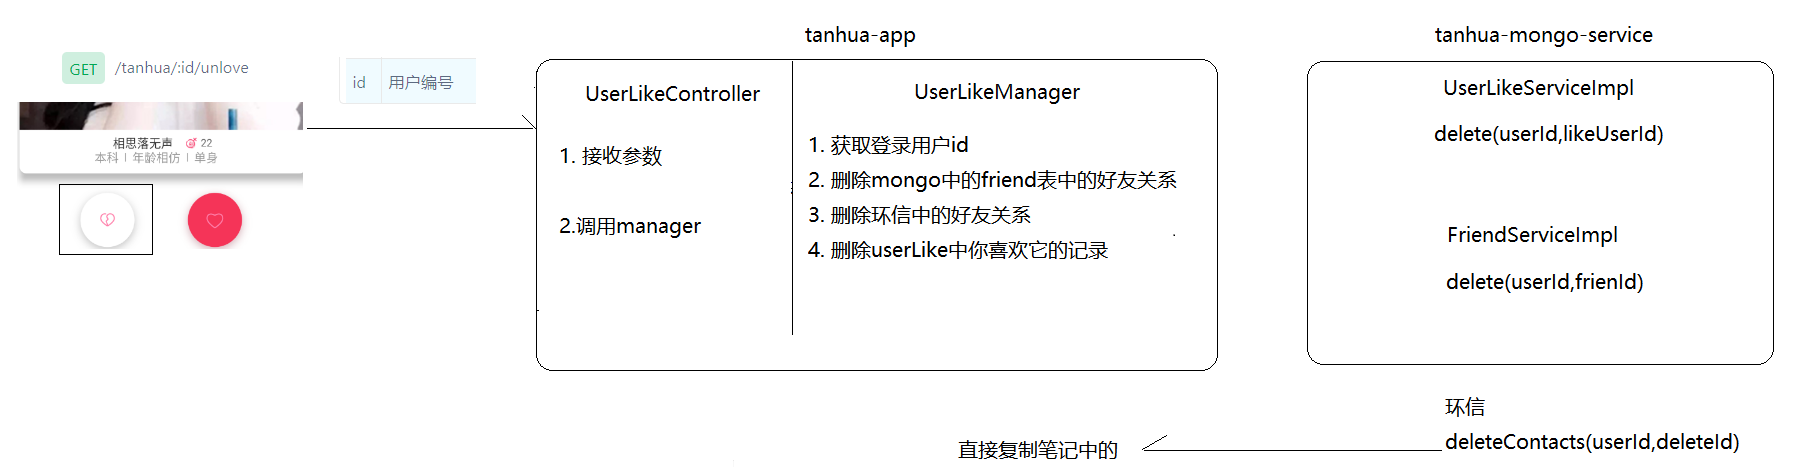 GET /tanhua/:id/unlove
id 用户编号
相思落无声 22
本科 | 年龄相仿 | 单身
tanhua-app
UserLikeController
1. 接收参数
2.调用manager
UserLikeManager
1. 获取登录用户id
2. 删除mongo中的friend表中的好友关系
3. 删除环信中的好友关系
4. 删除userLike中你喜欢它的记录
tanhua-mongo-service
UserLikeServiceImpl
delete(userId,likeUserId)
FriendServiceImpl
delete(userId,frienId)
环信
deleteContacts(userId,deleteId)
直接复制笔记中的